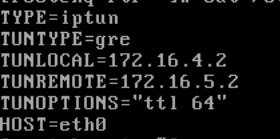 TYPE=iptun
TUNTYPE=gre
TUNLOCAL=172.16.4.2
TUNREMOTE=172.16.5.2
TUNOPTIONS="ttl 64"
HOST=eth0